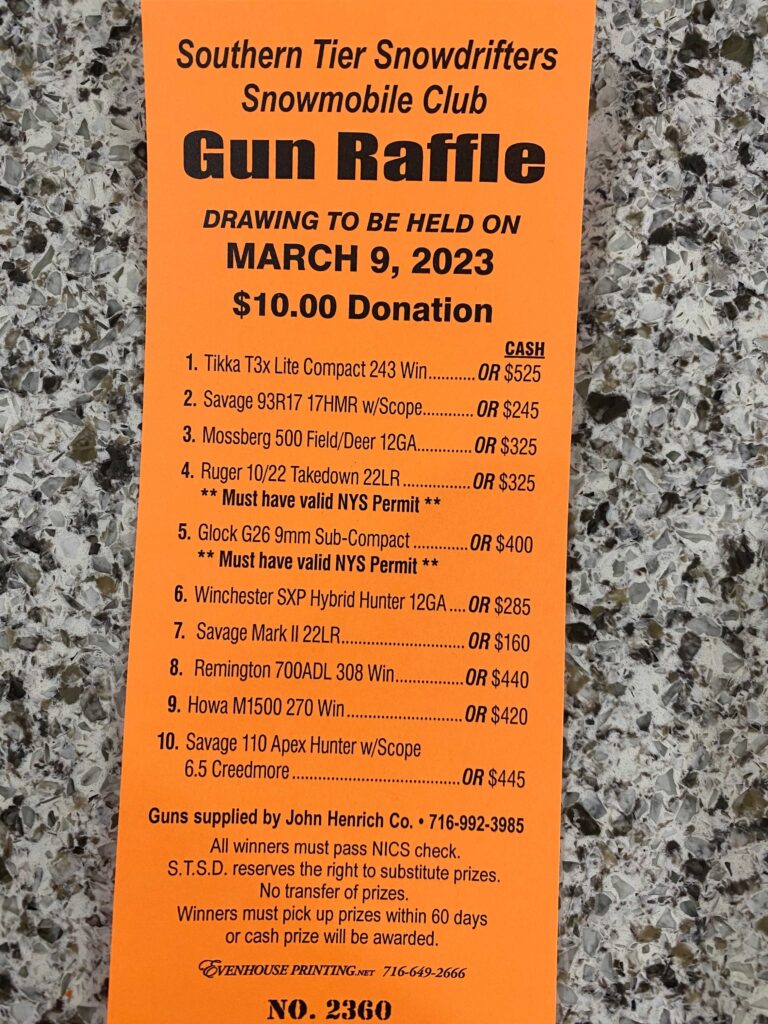 Southern Tier Snowdrifters
Snowmobile Club
Gun Raffle
DRAWING TO BE HELD ON
MARCH 9, 2023
$10.00 Donation
CASH
1. Tikka T3x Lite Compact 243 Win...........OR $525
2. Savage 93R17 17HMR w/Scope............ OR $245
3. Mossberg 500 Field/Deer 12GA.............OR $325
4. Ruger 10/22 Takedown 22LR ................OR $325
** Must have valid NYS Permit **
5. Glock G26 9mm Sub-Compact ............OR $400
** Must have valid NYS Permit **
6. Winchester SXP Hybrid Hunter 12GA....OR $285
7. Savage Mark II 22LR.............................OR $160
8. Remington 700ADL 308 Win................OR $440
9. Howa M1500 270 Win...........................OR $420
10. Savage 110 Apex Hunter w/Scope
6.5 Creedmore.......................................OR $445
Guns supplied by John Henrich Co. • 716-992-3985
All winners must pass NICS check.
S.T.S.D. reserves the right to substitute prizes.
No transfer of prizes.
Winners must pick up prizes within 60 days
or cash prize will be awarded.
EVENHOUSE PRINTING.NET 716-649-2666
NO. 2360